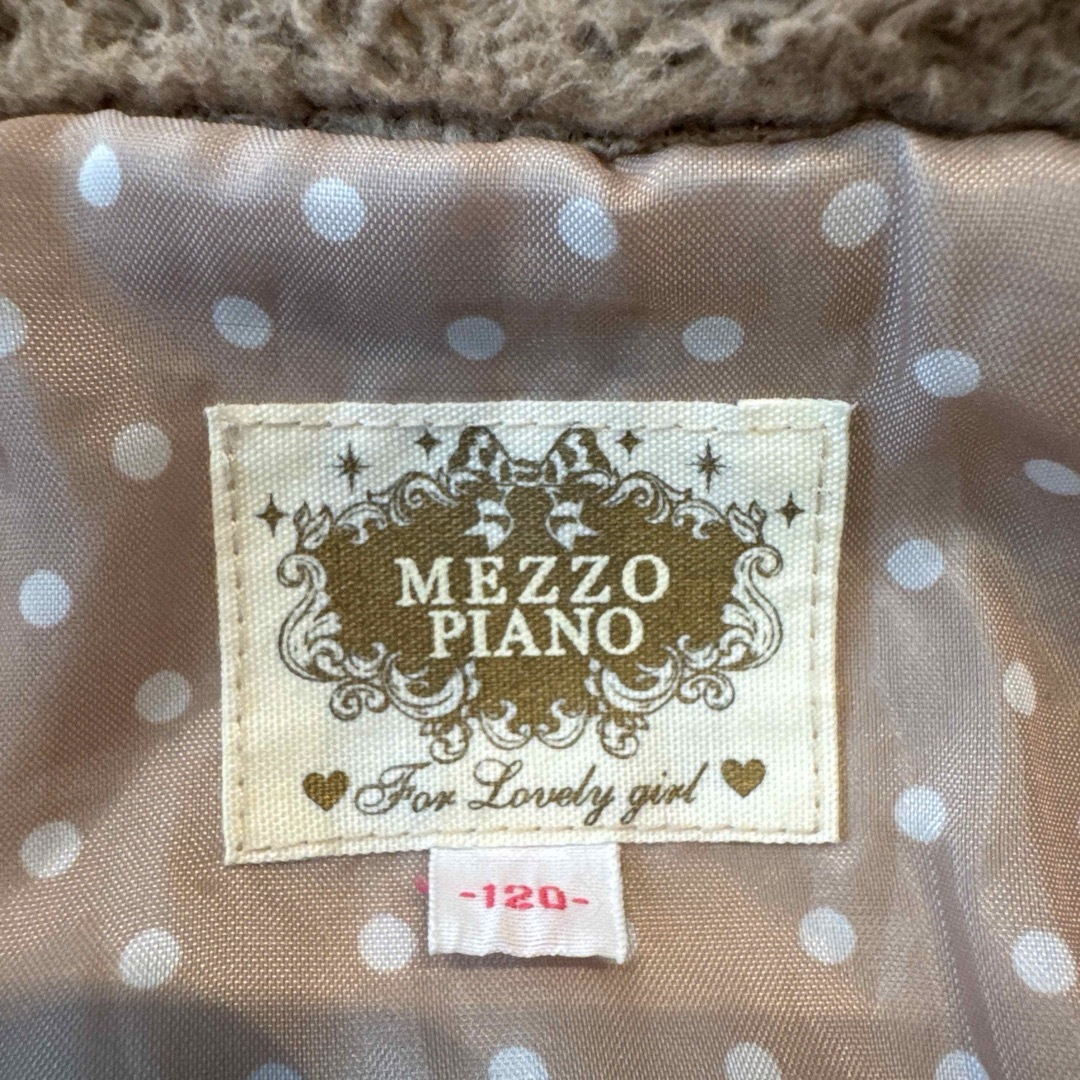 MEZZO
PIANO
For Lovely girl
-120-